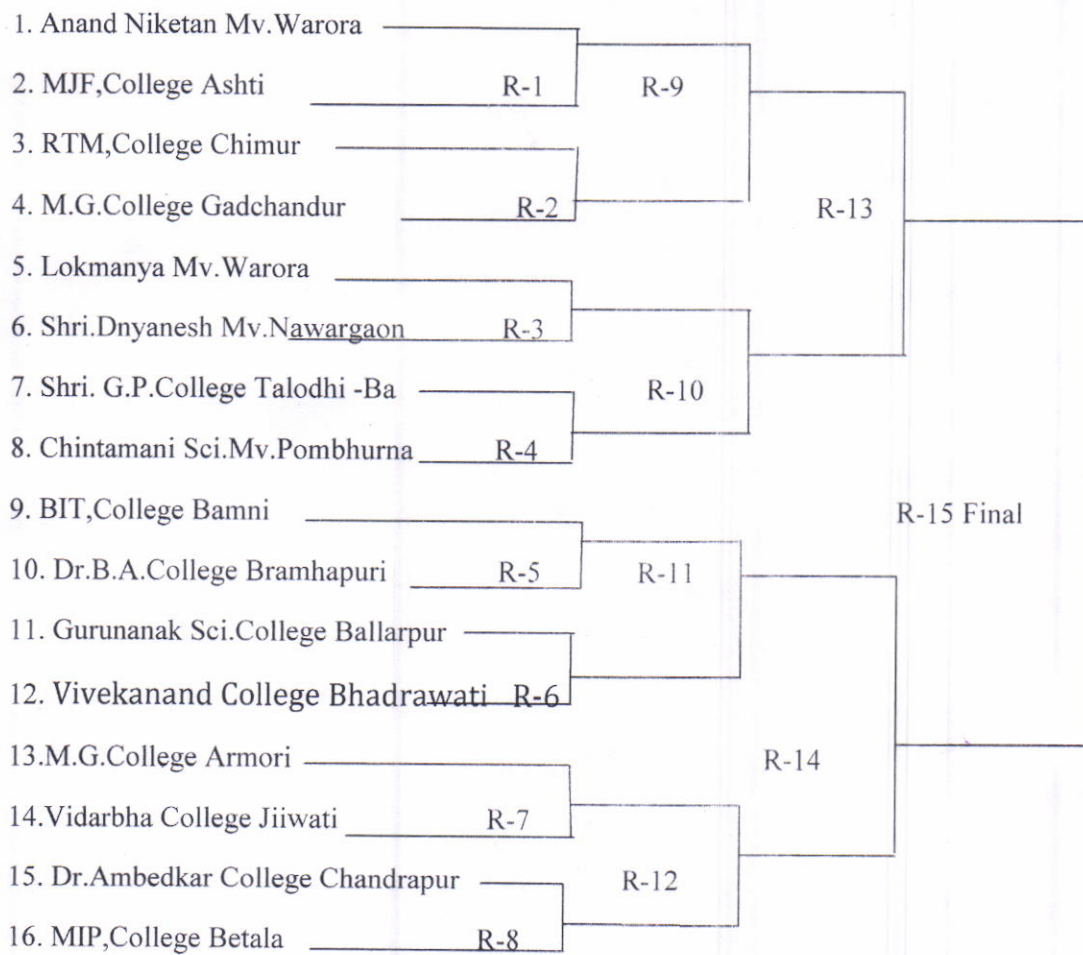 1. Anand Niketan Mv.Warora
2. MJF,College Ashti R-1 R-9
3. RTM,College Chimur
4. M.G.College Gadchandur R-2 R-13
5. Lokmanya Mv.Warora
6. Shri.Dnyanesh Mv.Nawargaon R-3
7. Shri. G.P.College Talodhi -Ba R-10
8. Chintamani Sci.Mv.Pombhurna R-4
9. BIT,College Bamni R-15 Final
10. Dr.B.A.College Bramhapuri R-5 R-11
11. Gurunanak Sci.College Ballarpur
12. Vivekanand College Bhadrawati R-6
13.M.G.College Armori R-14
14.Vidarbha College Jiiwati R-7
15. Dr.Ambedkar College Chandrapur R-12
16. MIP,College Betala R-8